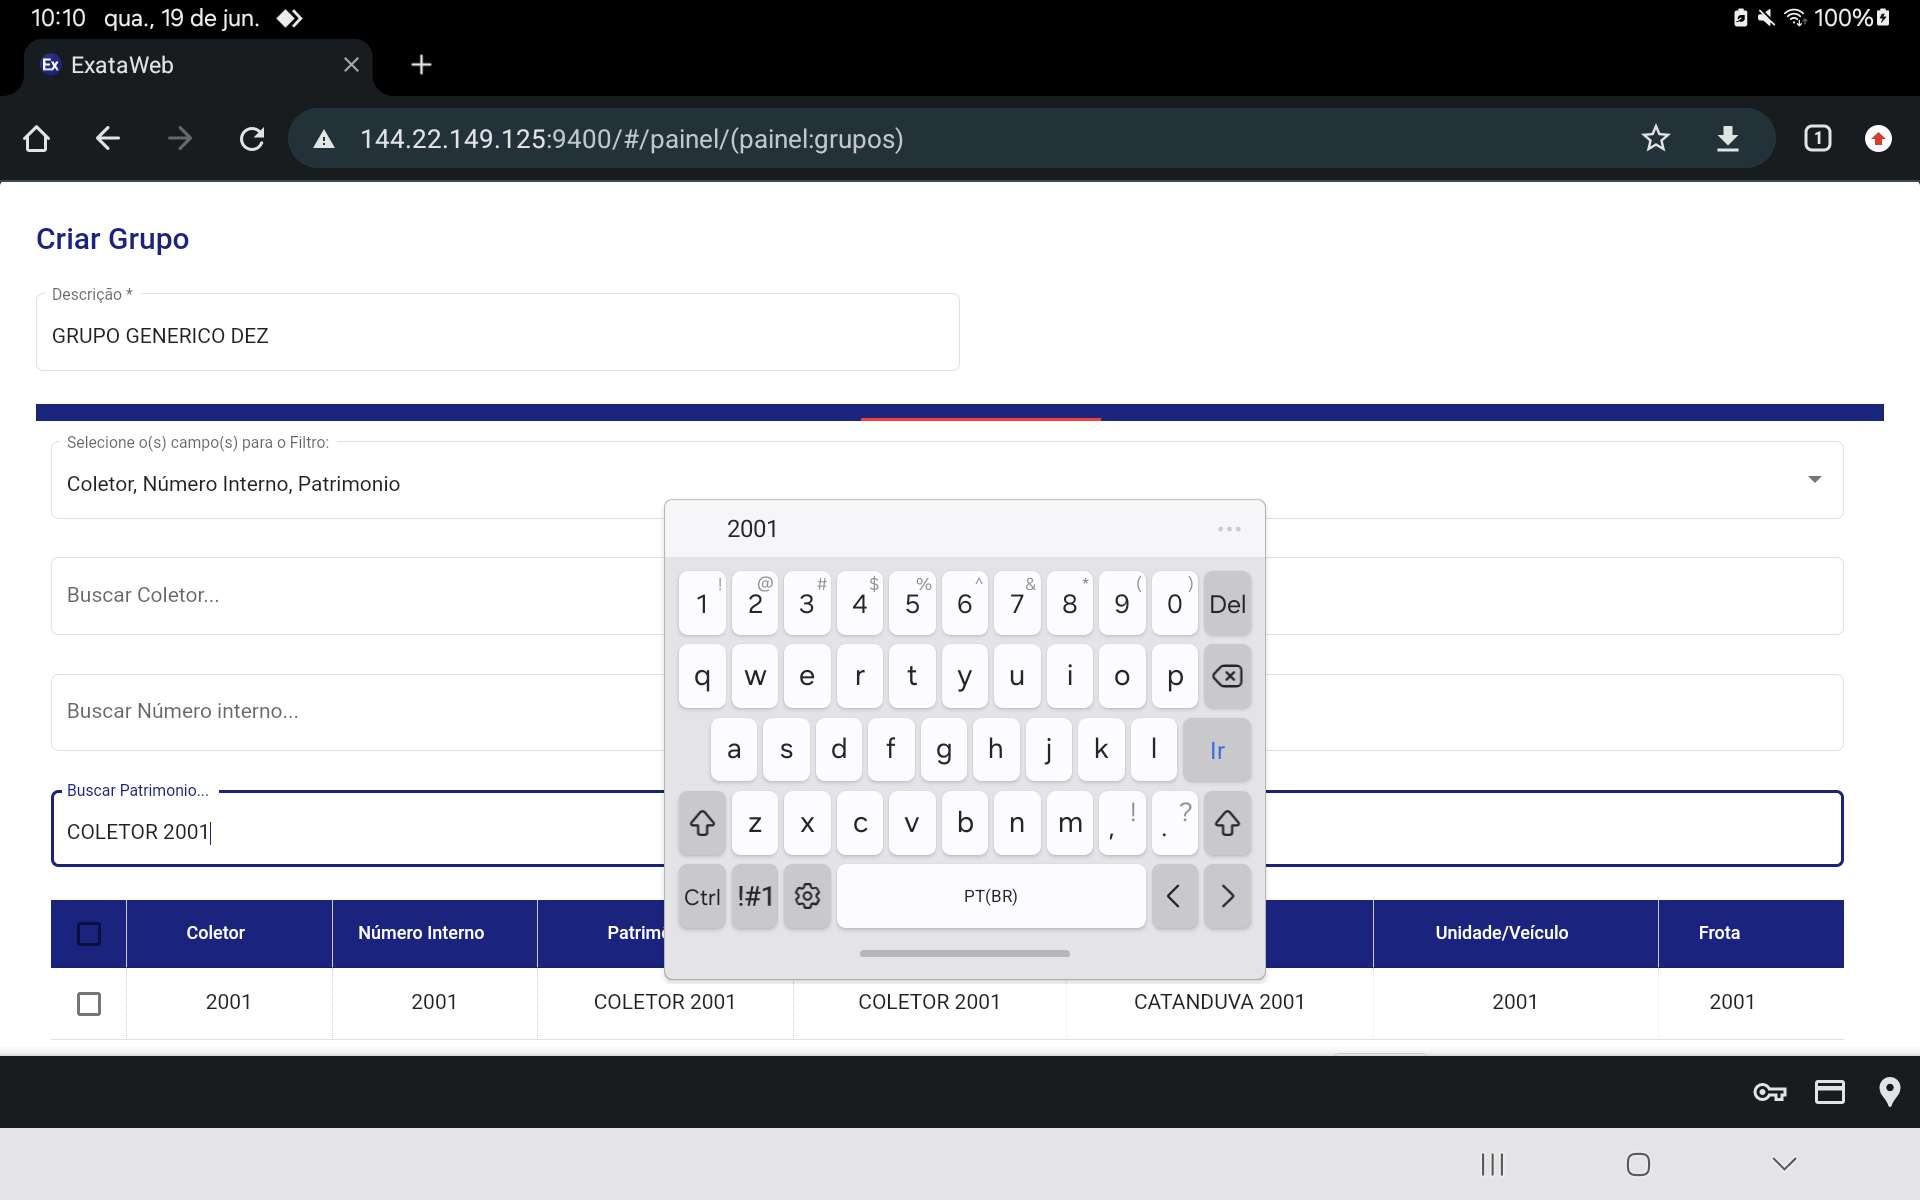 10:10 qua., 19 de jun. 100%
Ex ExataWeb
144.22.149.125:9400/#/painel/(painel:grupos) 1
Criar Grupo
Descrição *
GRUPO GENERICO DEZ
Selecione o(s) campo(s) para o Filtro:
Coletor, Número Interno, Patrimonio
2001 ...
Buscar Coletor...
! @ # $ % ^ & * ( )
1 2 3 4 5 6 7 8 9 0 Del
q w e r t y u i o p
Buscar Número interno...
a s d f g h j k l Ir
Buscar Patrimonio...
COLETOR 2001
z x c v b n m , ! . ?
Ctrl !#1 PT(BR) < >
Coletor Número Interno Patrim Unidade/Veículo Frota
2001 2001 COLETOR 2001 COLETOR 2001 CATANDUVA 2001 2001 2001